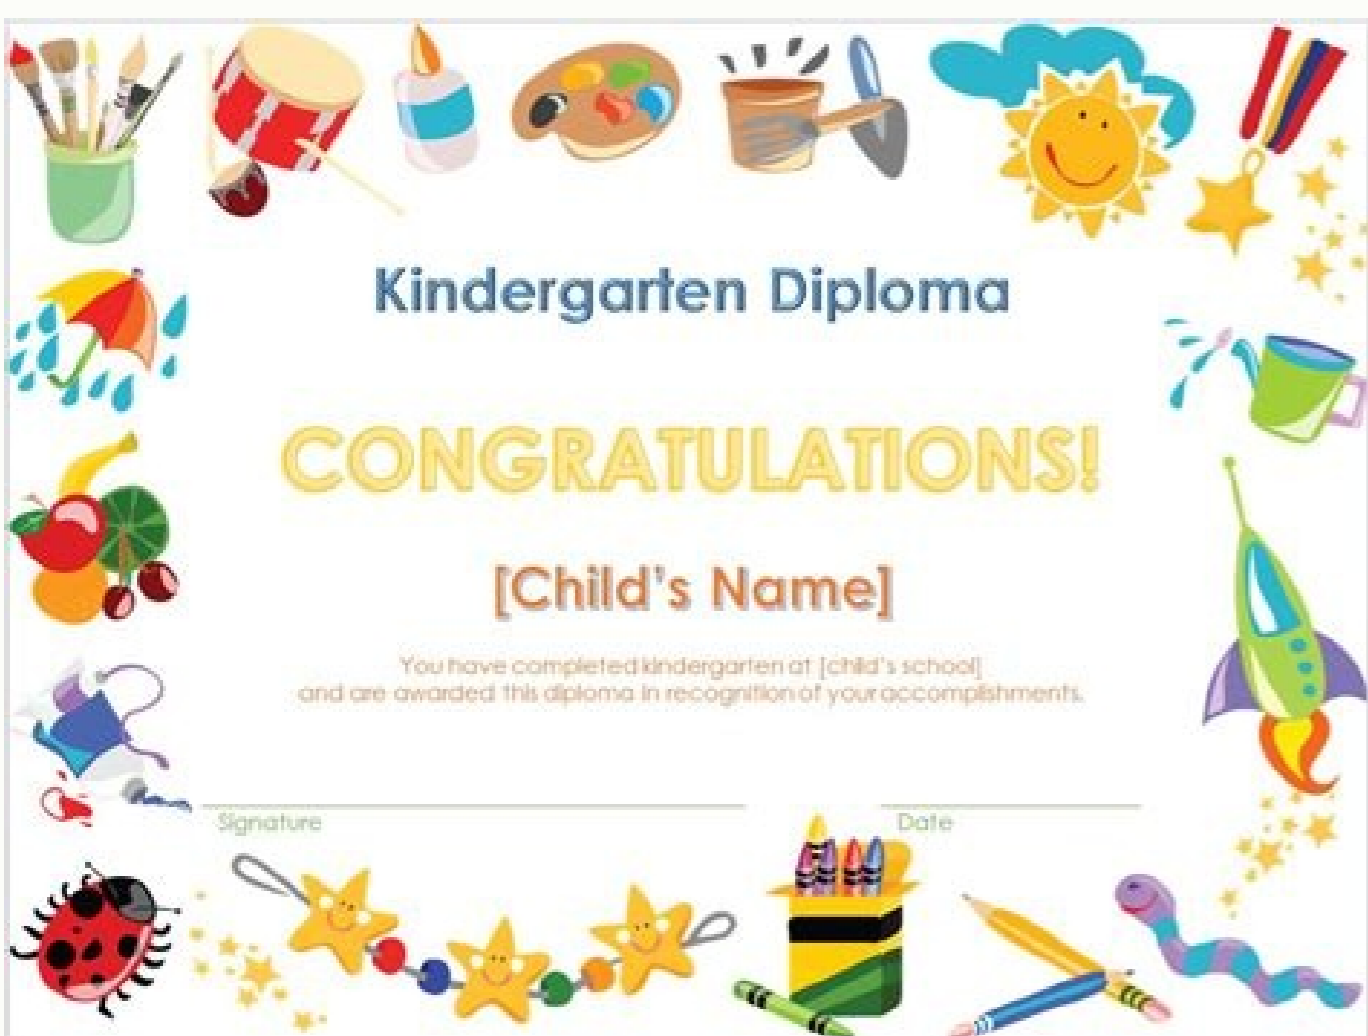 Kindergarten Diploma
CONGRATULATIONS!
[Child's Name]
You have completed kindergarten at [child's school]
and are awarded this diploma in recognition of your accomplishments.
Signature
Date